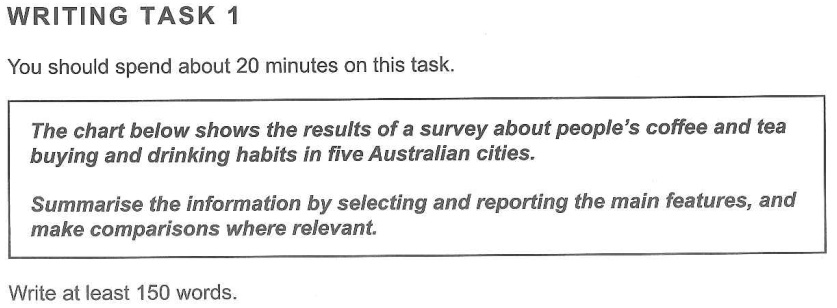 WRITING TASK 1
You should spend about 20 minutes on this task.
The chart below shows the results of a survey about people's coffee and tea
buying and drinking habits in five Australian cities.
Summarise the information by selecting and reporting the main features, and
make comparisons where relevant.
Write at least 150 words.